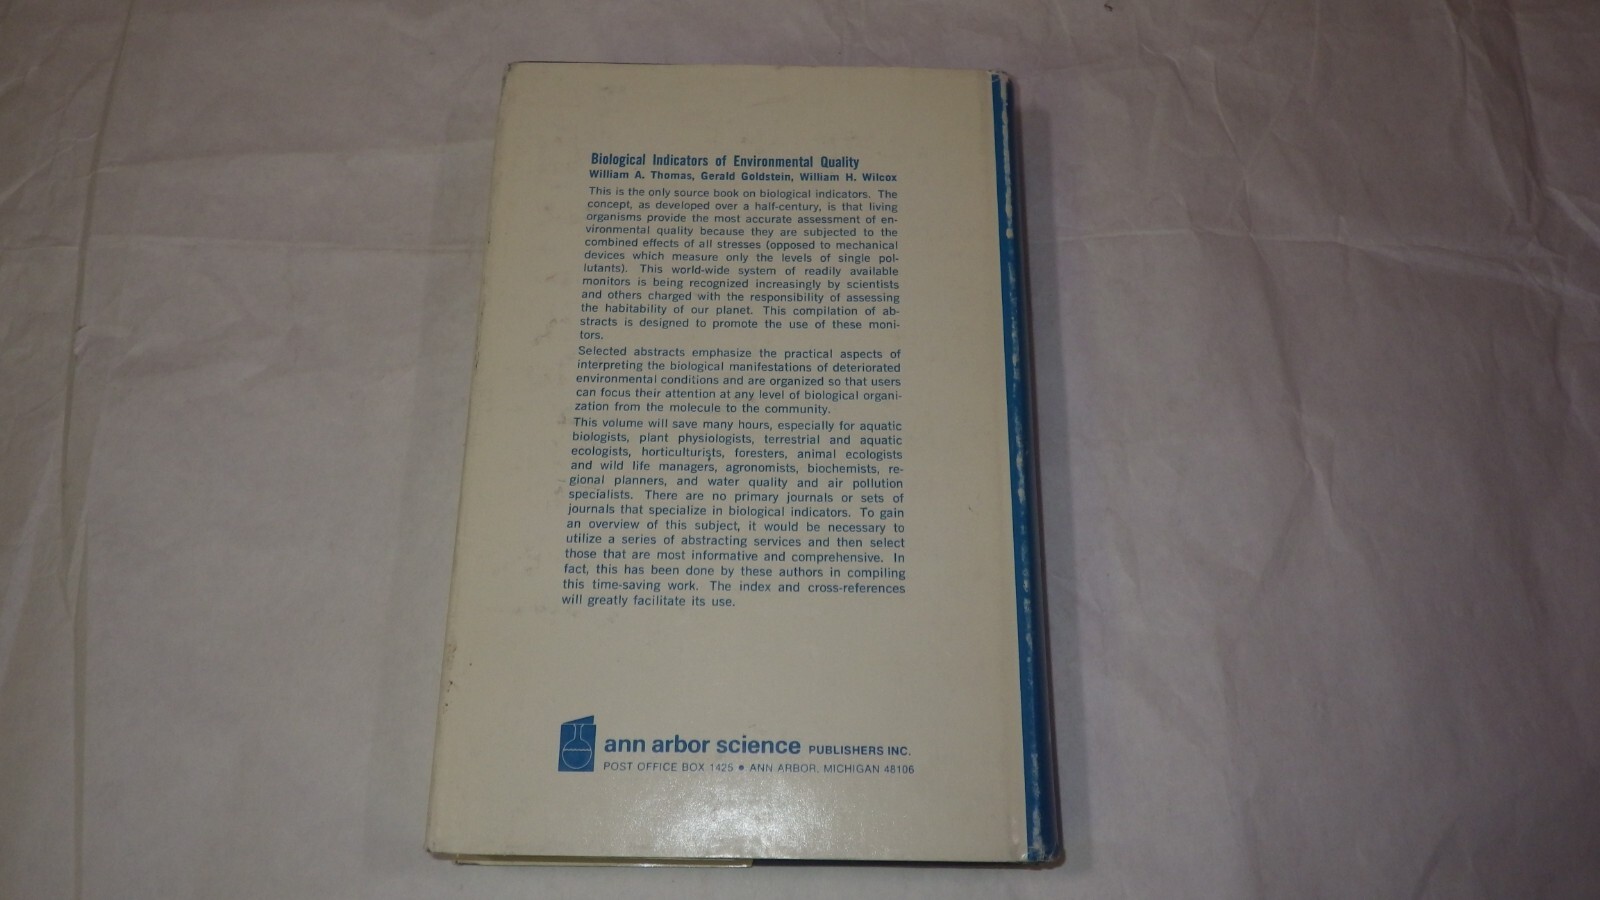 Biological Indicators of Environmental Quality
William A. Thomas, Gerald Goldstein, William H. Wilcox
This is the only source book on biological indicators. The
concept, as developed over a half-century, is that living
organisms provide the most accurate assessment of en-
vironmental quality because they are subjected to the
combined effects of all stresses (opposed to mechanical
devices which measure only the levels of single pol-
lutants). This world-wide system of readily available
monitors is being recognized increasingly by scientists
and others charged with the responsibility of assessing
the habitability of our planet. This compilation of ab-
stracts is designed to promote the use of these moni-
tors.
Selected abstracts emphasize the practical aspects of
interpreting the biological manifestations of deteriorated
environmental conditions and are organized so that users
can focus their attention at any level of biological organi-
zation from the molecule to the community.
This volume will save many hours, especially for aquatic
biologists, plant physiologists, terrestrial and aquatic
ecologists, horticulturists, foresters, animal ecologists
and wild life managers, agronomists, biochemists, re-
gional planners, and water quality and air pollution
specialists. There are no primary journals or sets of
journals that specialize in biological indicators. To gain
an overview of this subject, it would be necessary to
utilize a series of abstracting services and then select
those that are most informative and comprehensive. In
fact, this has been done by these authors in compiling
this time-saving work. The index and cross-references
will greatly facilitate its use.
ann arbor science PUBLISHERS INC.
POST OFFICE BOX 1425 • ANN ARBOR, MICHIGAN 48106